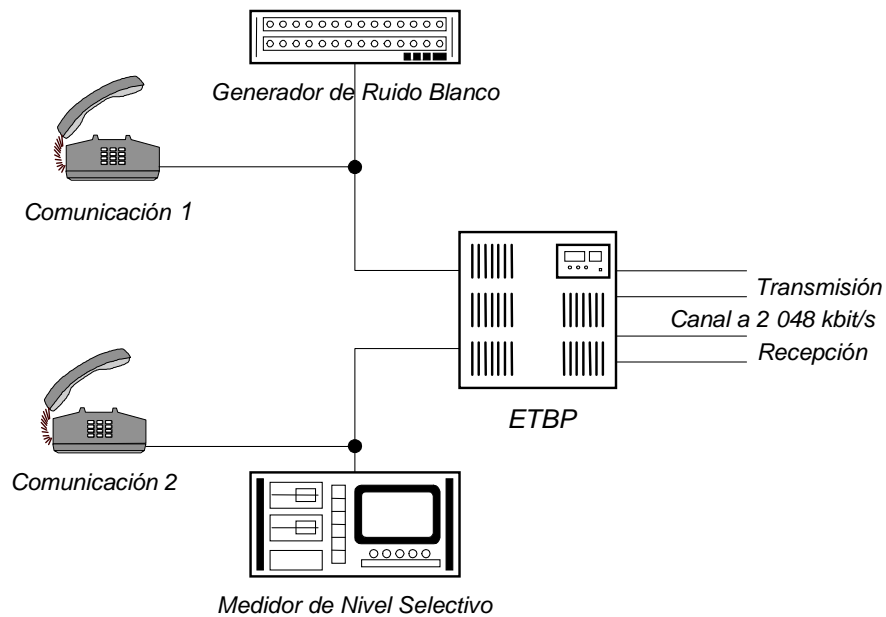 Generador de Ruido Blanco
Comunicación 1
Transmisión
Canal a 2 048 kbit/s
Recepción
ETBP
Comunicación 2
Medidor de Nivel Selectivo